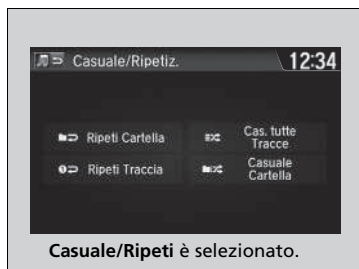 Casuale/Ripetiz.
12:34
Ripeti Cartella
Cas. tutte
Tracce
Ripeti Traccia
Casuale
Cartella
Casuale/Ripeti è selezionato.